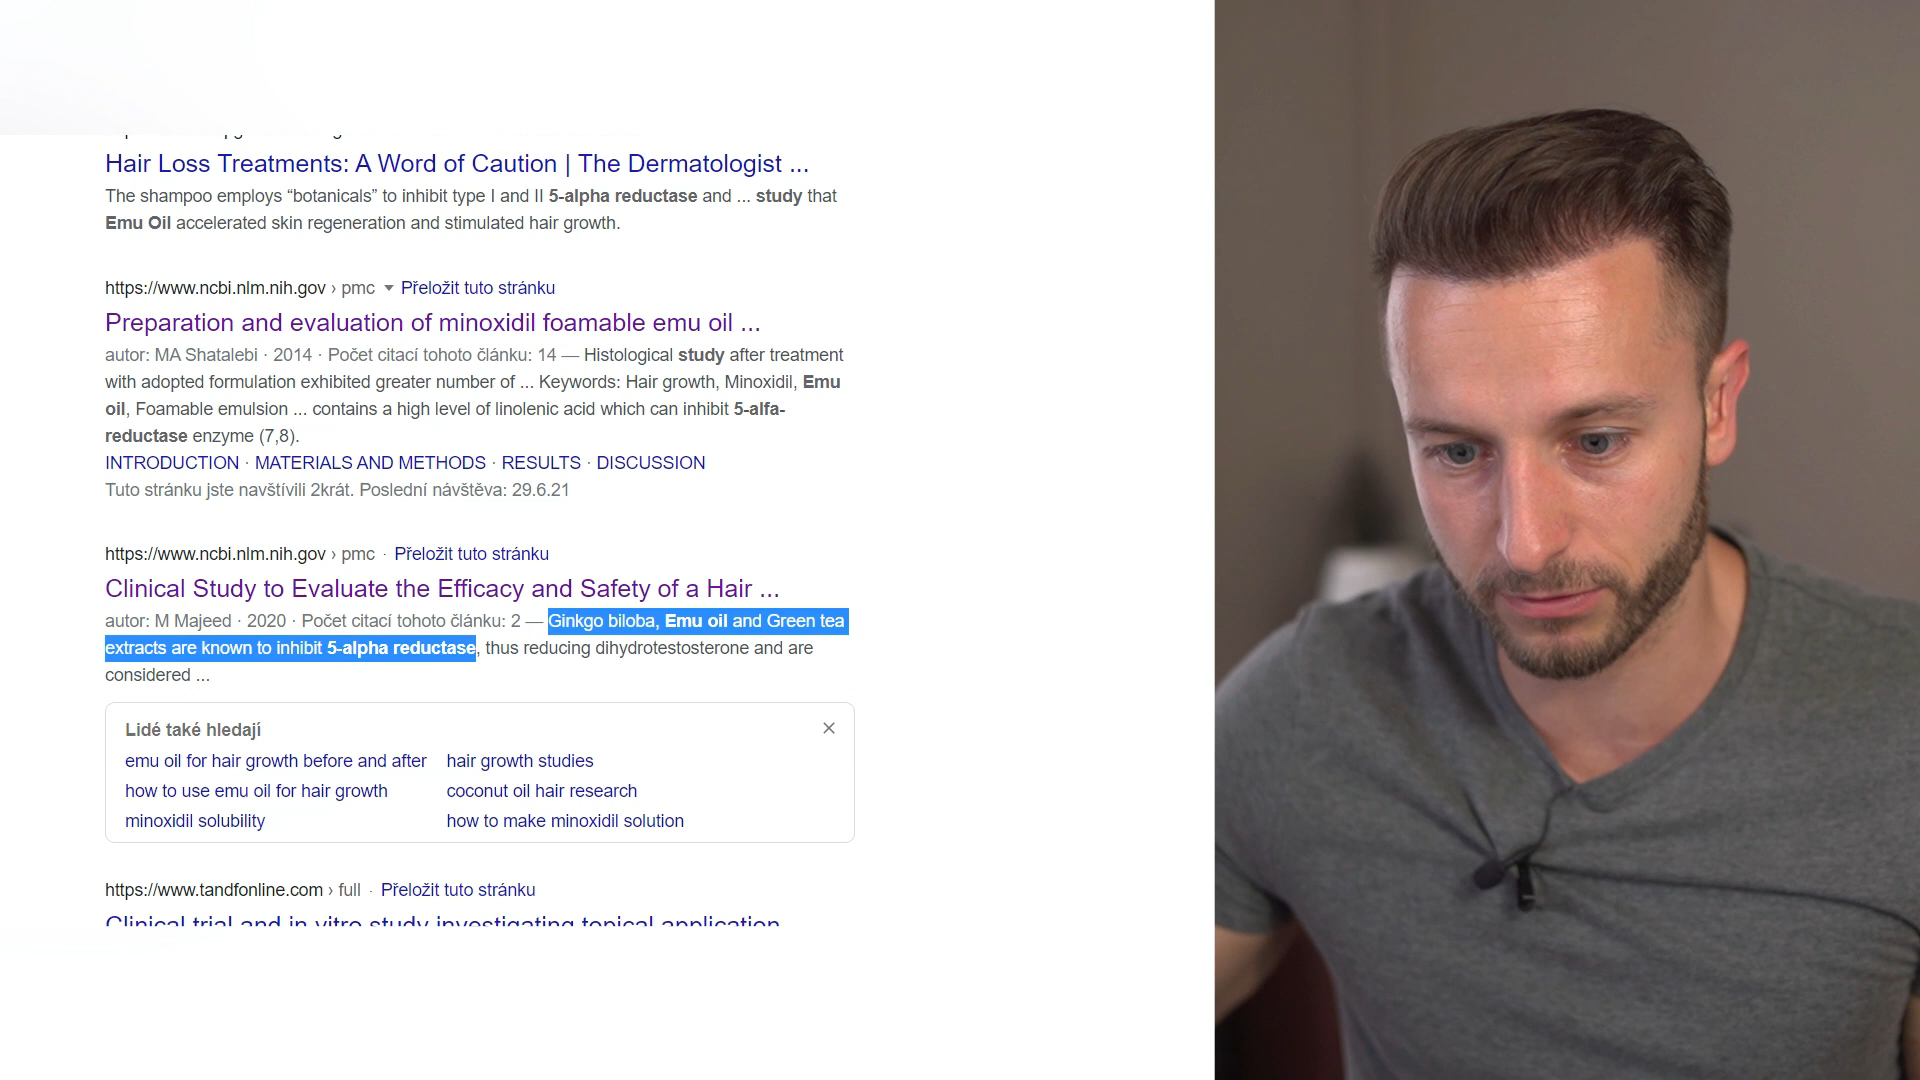 Hair Loss Treatments: A Word of Caution | The Dermatologist ...
The shampoo employs “botanicals” to inhibit type I and II 5-alpha reductase and ... study that
Emu Oil accelerated skin regeneration and stimulated hair growth.
https://www.ncbi.nlm.nih.gov › pmc ▾ Přeložit tuto stránku
Preparation and evaluation of minoxidil foamable emu oil ...
autor: MA Shatalebi · 2014 · Počet citací tohoto článku: 14 — Histological study after treatment
with adopted formulation exhibited greater number of ... Keywords: Hair growth, Minoxidil, Emu
oil, Foamable emulsion ... contains a high level of linolenic acid which can inhibit 5-alfa-
reductase enzyme (7,8).
INTRODUCTION · MATERIALS AND METHODS · RESULTS · DISCUSSION
Tuto stránku jste navštívili 2krát. Poslední návštěva: 29.6.21
https://www.ncbi.nlm.nih.gov › pmc · Přeložit tuto stránku
Clinical Study to Evaluate the Efficacy and Safety of a Hair ...
autor: M Majeed · 2020 · Počet citací tohoto článku: 2 — Ginkgo biloba, Emu oil and Green tea
extracts are known to inhibit 5-alpha reductase, thus reducing dihydrotestosterone and are
considered ...
Lidé také hledají
emu oil for hair growth before and after hair growth studies
how to use emu oil for hair growth coconut oil hair research
minoxidil solubility how to make minoxidil solution
https://www.tandfonline.com › full · Přeložit tuto stránku
Clinical trial and in vitro study investigating topical application